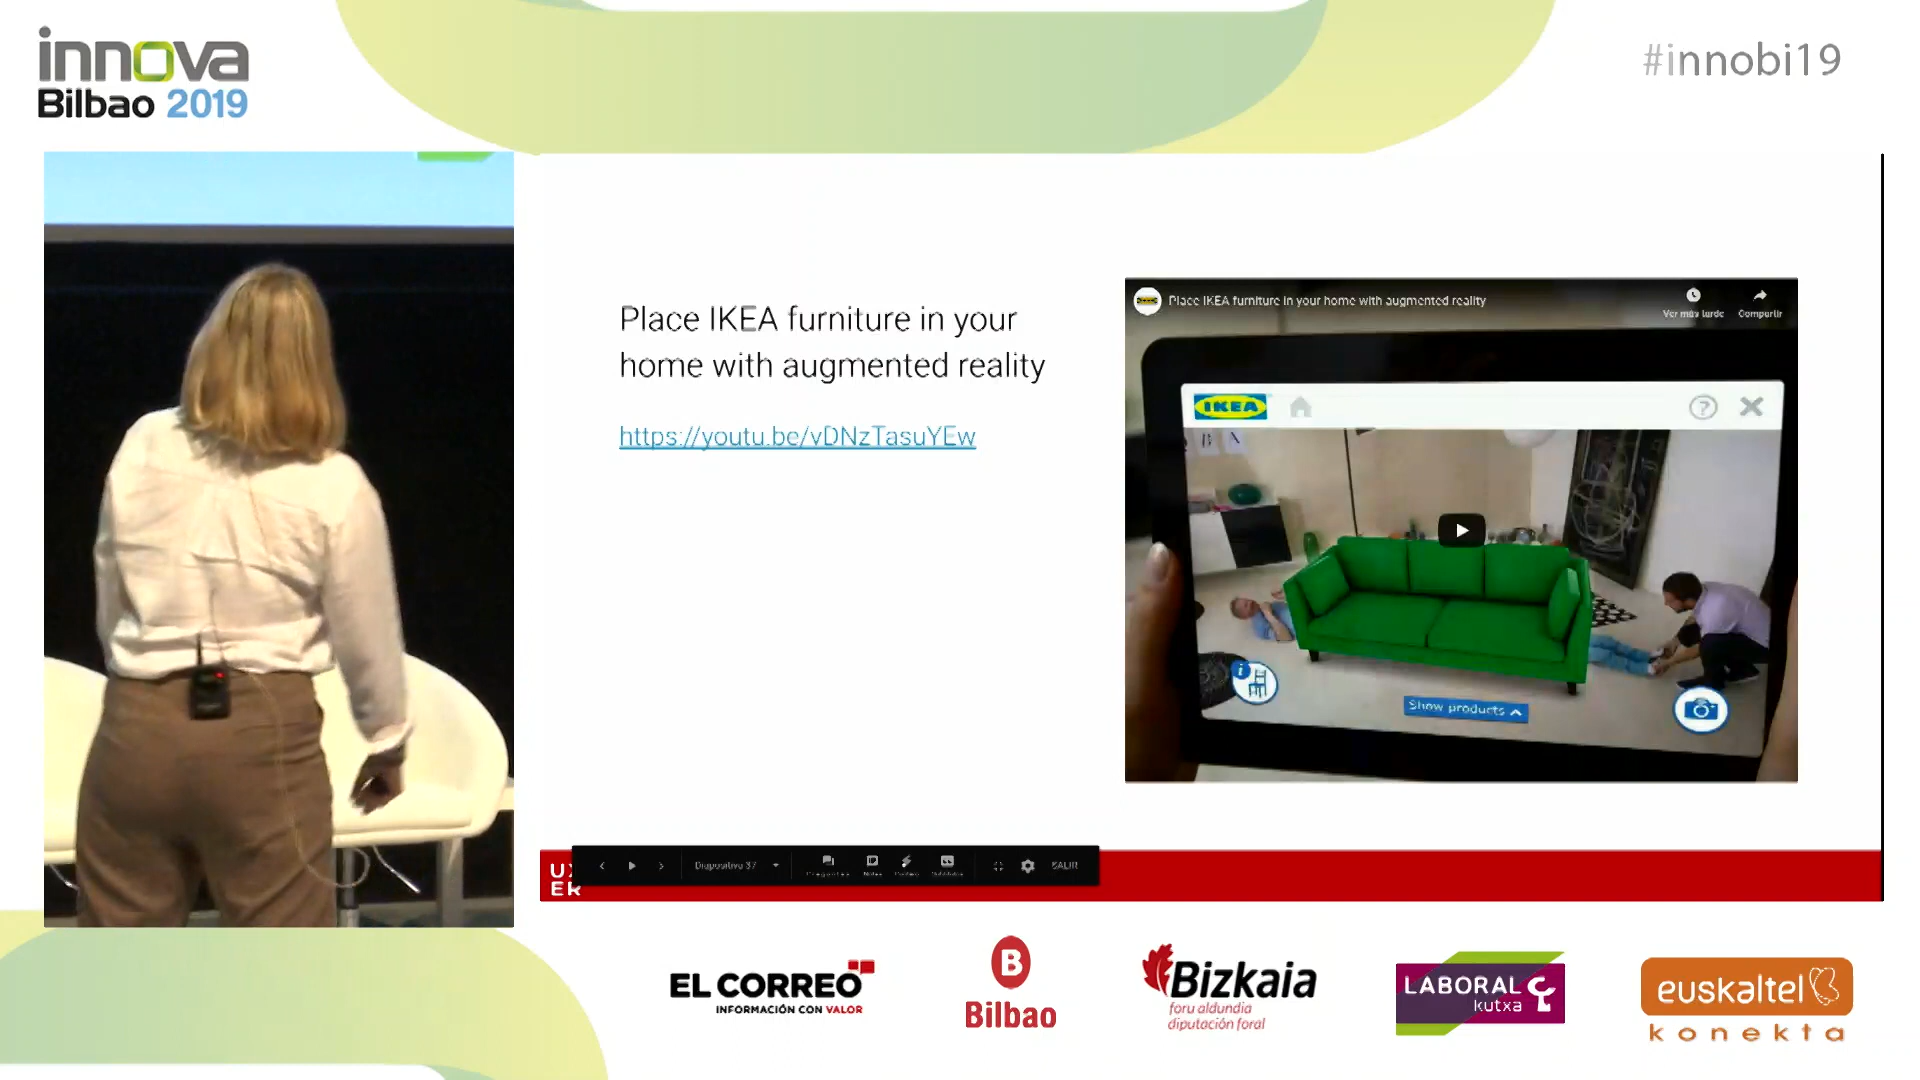 innova
Bilbao 2019
#innobi19
Place IKEA furniture in your
home with augmented reality
https://youtu.be/vDNzTasuYEw
Place IKEA furniture in your home with augmented reality
Ver más tarde
Compartir
IKEA
Show products
UX
ER
Diapositiva 37
SALIR
EL CORREO
INFORMACIÓN CON VALOR
B
Bilbao
Bizkaia
foru aldundia
diputación foral
LABORAL
kutxa
euskaltel
konekta